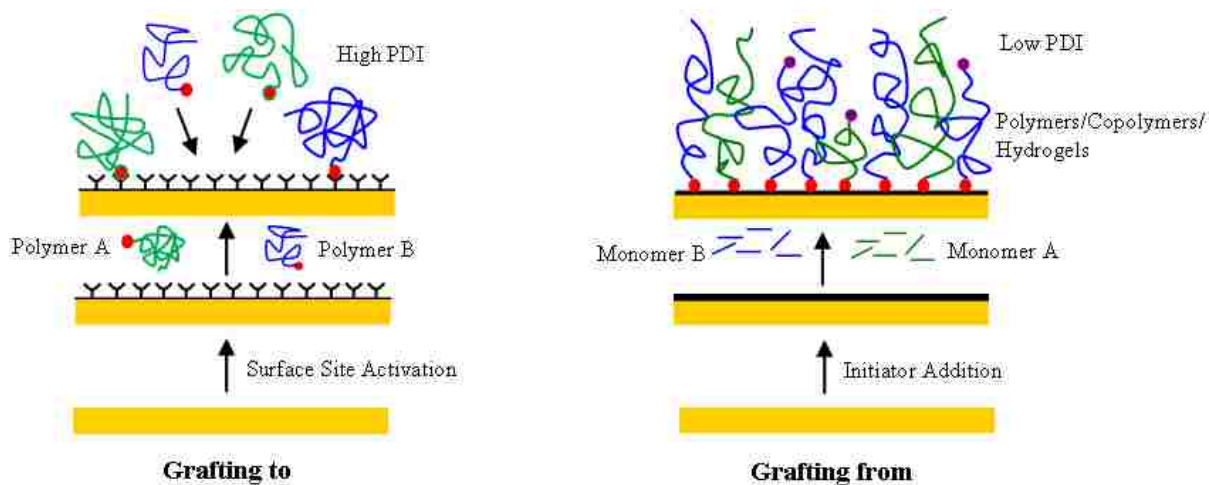 High PDI
Polymer A
Polymer B
Surface Site Activation
Grafting to
Low PDI
Polymers/Copolymers/
Hydrogels
Monomer B
Monomer A
Initiator Addition
Grafting from